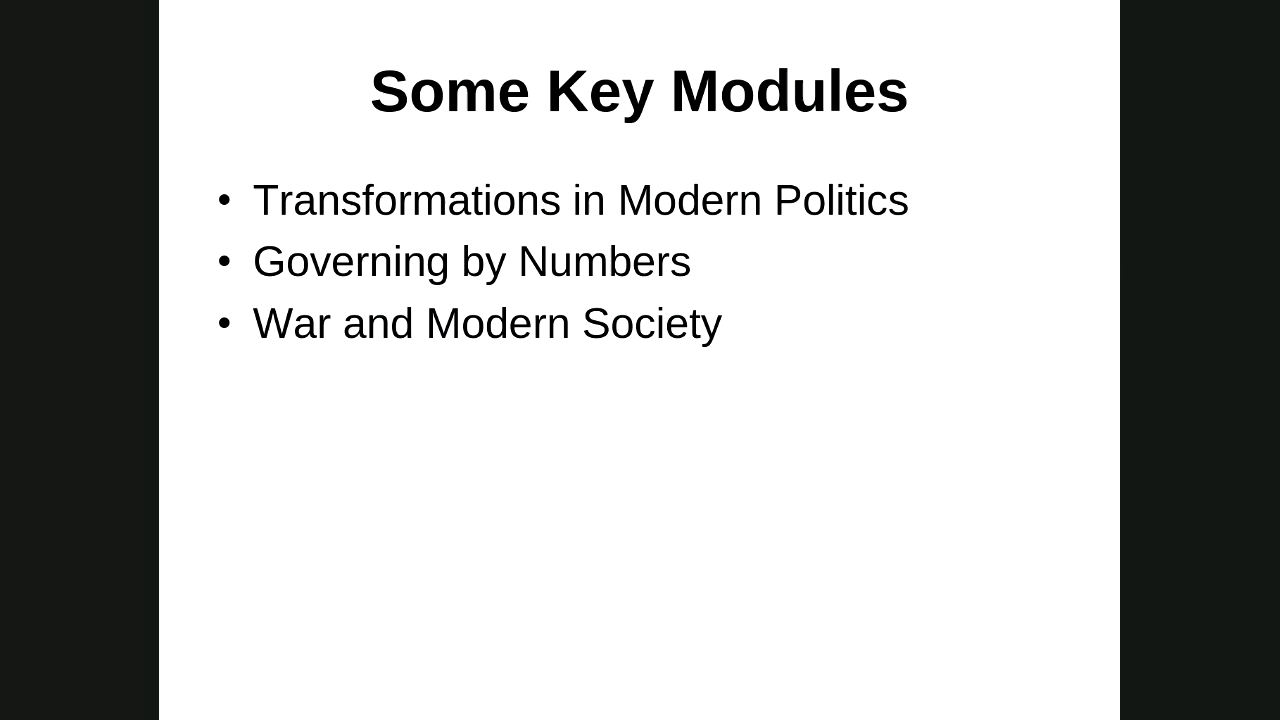 Some Key Modules
• Transformations in Modern Politics
• Governing by Numbers
• War and Modern Society